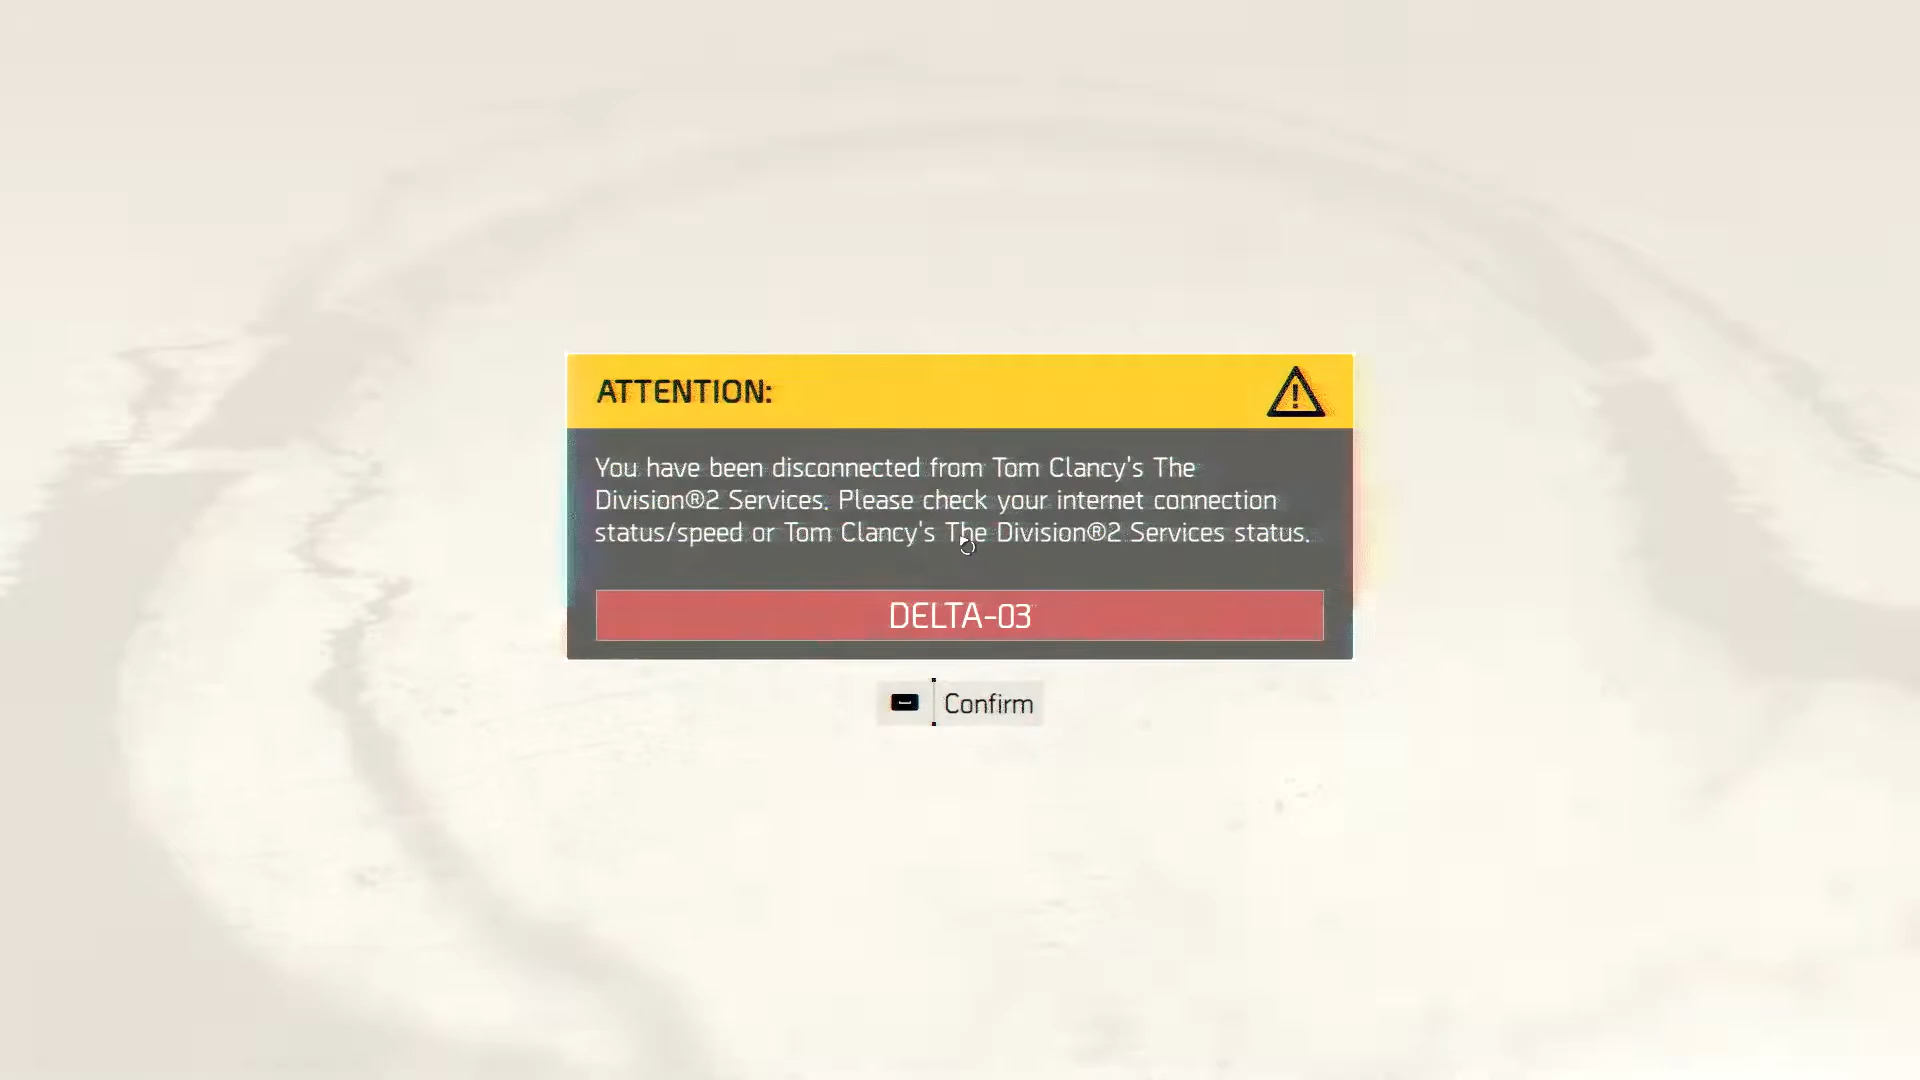 ATTENTION:
You have been disconnected from Tom Clancy's The
Division®2 Services. Please check your internet connection
status/speed or Tom Clancy's The Division®2 Services status.
DELTA-03
Confirm